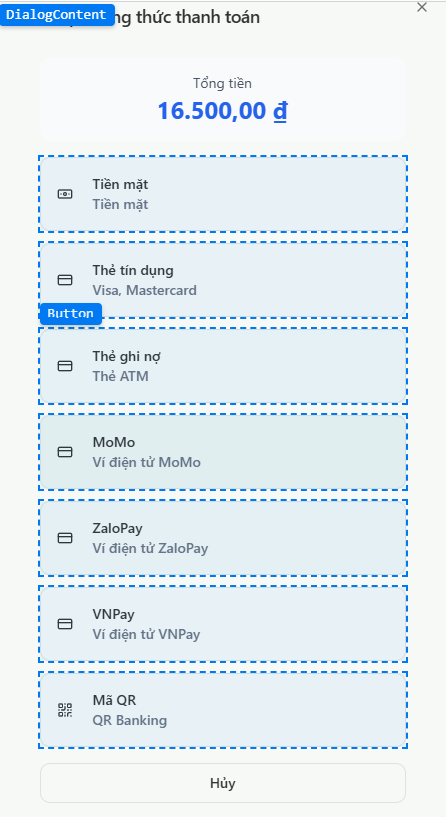 DialogContent
thức thanh toán
Tổng tiền
16.500,00 ₫
Tiền mặt
Tiền mặt
Thẻ tín dụng
Visa, Mastercard
Button
Thẻ ghi nợ
Thẻ ATM
MoMo
Ví điện tử MoMo
ZaloPay
Ví điện tử ZaloPay
VNPay
Ví điện tử VNPay
Mã QR
QR Banking
Hủy